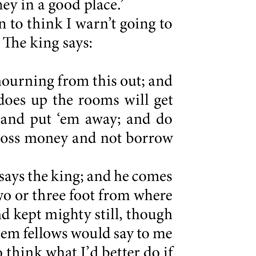 ney in a good place.’
n to think I warn’t going to
The king says:
ourning from this out; and
does up the rooms will get
and put ‘em away; and do
oss money and not borrow
says the king; and he comes
wo or three foot from where
nd kept mighty still, though
em fellows would say to me
o think what I’d better do if